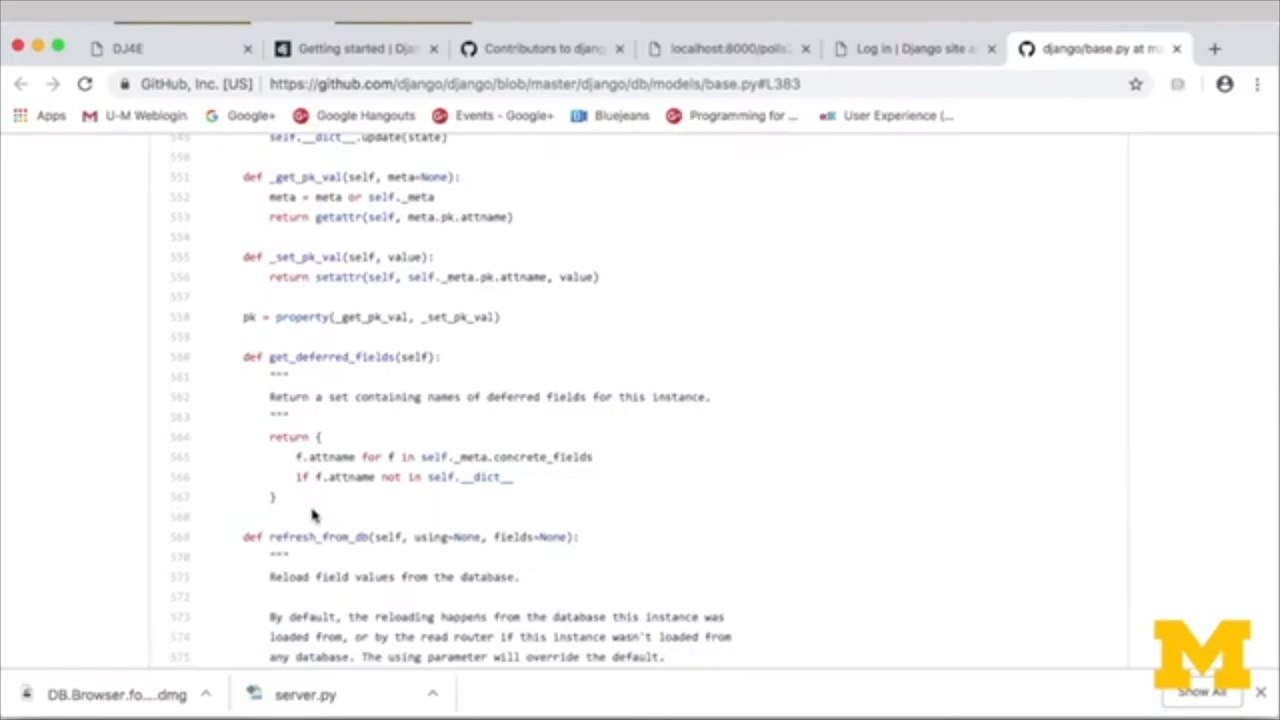 DJ4E
Getting started | Djan
Contributors to djang
localhost:8000/polls
Log in | Django site a
django/base.py at ma
GitHub, Inc. [US]
https://github.com/django/django/blob/master/django/db/models/base.py#L383
Apps
U-M Weblogin
Google+
Google Hangouts
Events - Google+
Bluejeans
Programming for ...
User Experience (...
549 self.__dict__.update(state)
550
551 def _get_pk_val(self, meta=None):
552 meta = meta or self._meta
553 return getattr(self, meta.pk.attname)
554
555 def _set_pk_val(self, value):
556 return setattr(self, self._meta.pk.attname, value)
557
558 pk = property(_get_pk_val, _set_pk_val)
559
560 def get_deferred_fields(self):
561 """
562 Return a set containing names of deferred fields for this instance.
563 """
564 return {
565 f.attname for f in self._meta.concrete_fields
566 if f.attname not in self.__dict__
567 }
568
569 def refresh_from_db(self, using=None, fields=None):
570 """
571 Reload field values from the database.
572
573 By default, the reloading happens from the database this instance was
574 loaded from, or by the read router if this instance wasn't loaded from
575 any database. The using parameter will override the default.
DB.Browser.fo....dmg
server.py
M
Show All